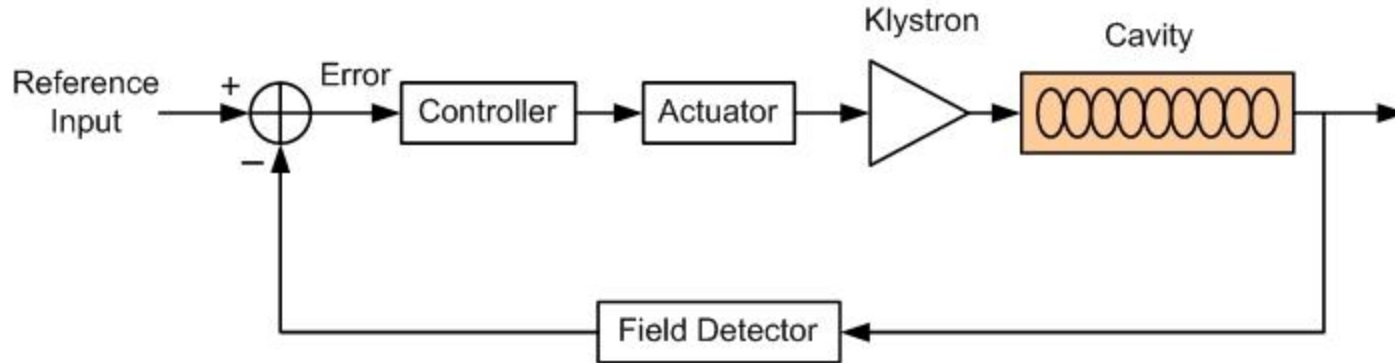 Klystron
Cavity
Reference
Input
+
Error
Controller
Actuator
−
Field Detector